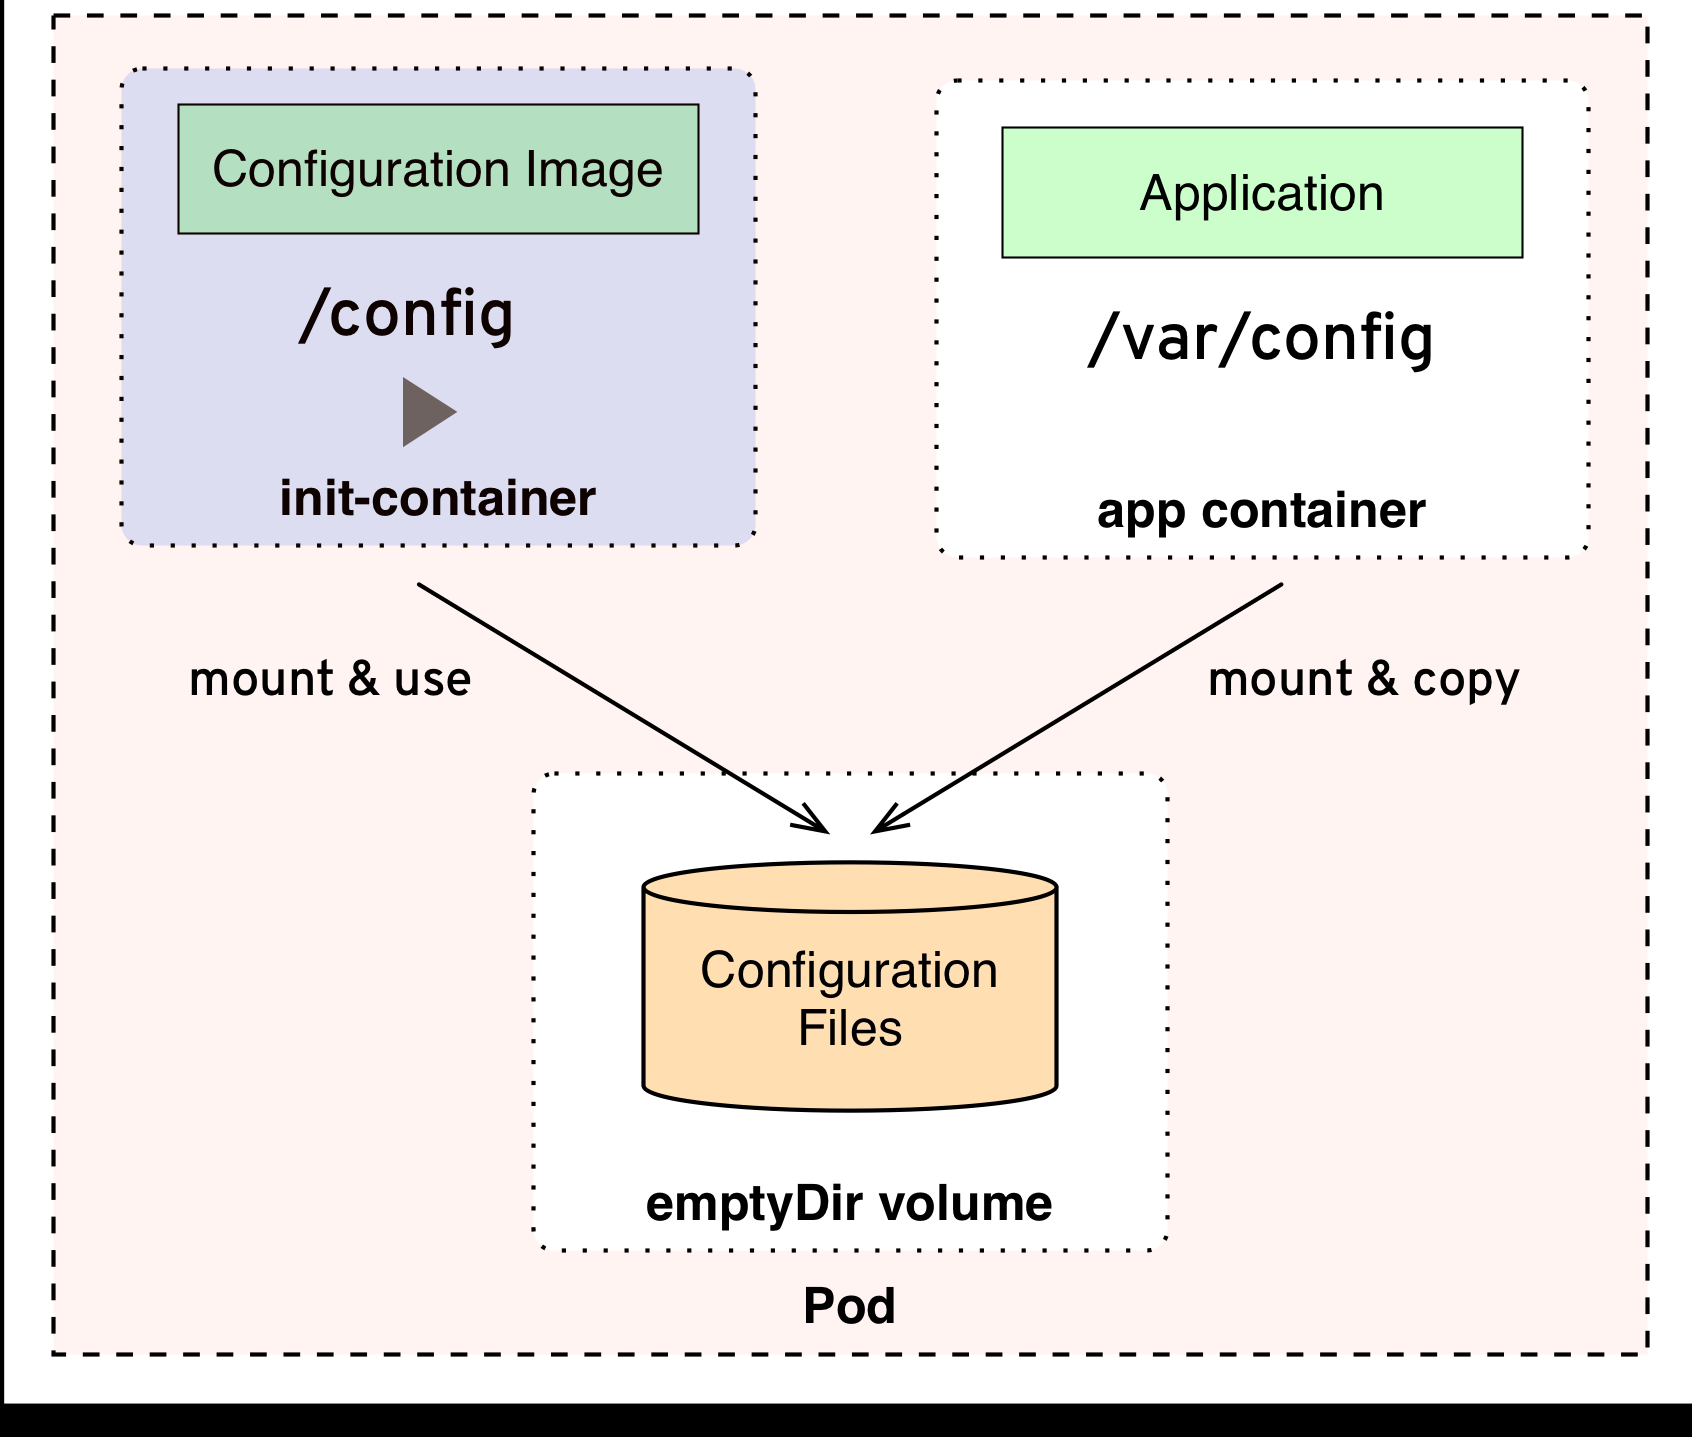 Configuration Image
/config
init-container
Application
/var/config
app container
mount & use
mount & copy
Configuration
Files
emptyDir volume
Pod